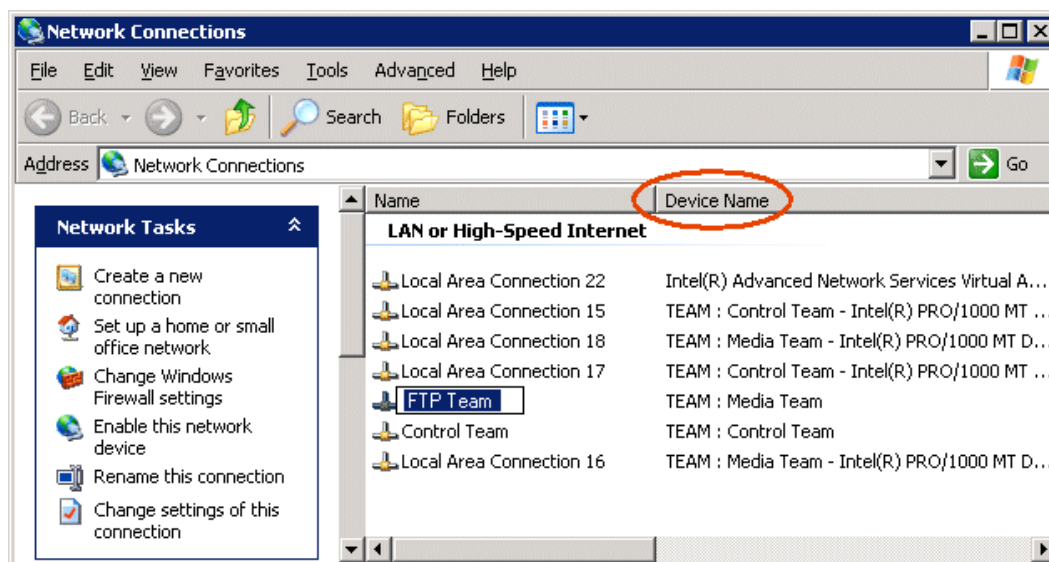 Network Connections
File Edit View Favorites Tools Advanced Help
Back Search Folders
Address Network Connections Go
Network Tasks
Create a new
connection
Set up a home or small
office network
Change Windows
Firewall settings
Enable this network
device
Rename this connection
Change settings of this
connection
Name Device Name
LAN or High-Speed Internet
Local Area Connection 22 Intel(R) Advanced Network Services Virtual A...
Local Area Connection 15 TEAM : Control Team - Intel(R) PRO/1000 MT ...
Local Area Connection 18 TEAM : Media Team - Intel(R) PRO/1000 MT D...
Local Area Connection 17 TEAM : Control Team - Intel(R) PRO/1000 MT ...
FTP Team TEAM : Media Team
Control Team TEAM : Control Team
Local Area Connection 16 TEAM : Media Team - Intel(R) PRO/1000 MT D...